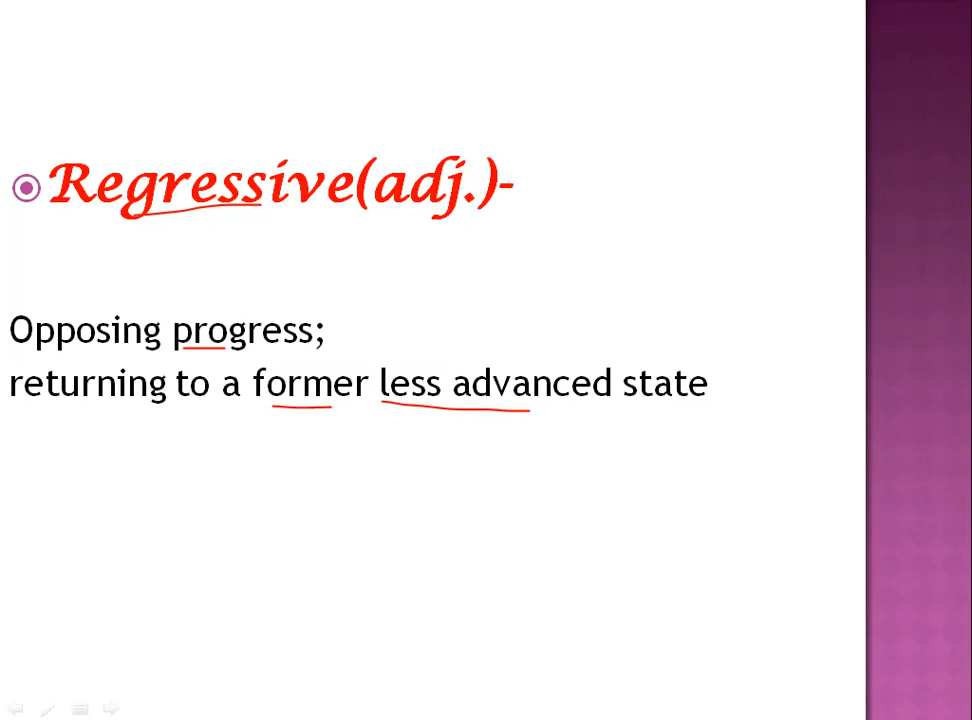 Regressive(adj.)-
Opposing progress;
returning to a former less advanced state